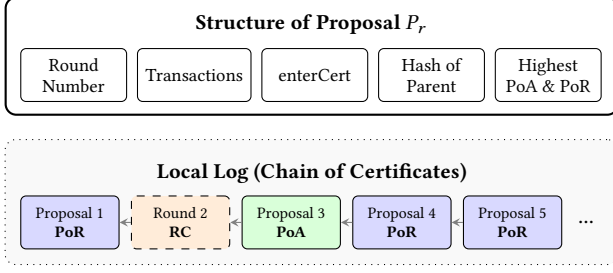 Structure of Proposal P_r
Round Number
Transactions
enterCert
Hash of Parent
Highest PoA & PoR
Local Log (Chain of Certificates)
Proposal 1
PoR
Round 2
RC
Proposal 3
PoA
Proposal 4
PoR
Proposal 5
PoR
...